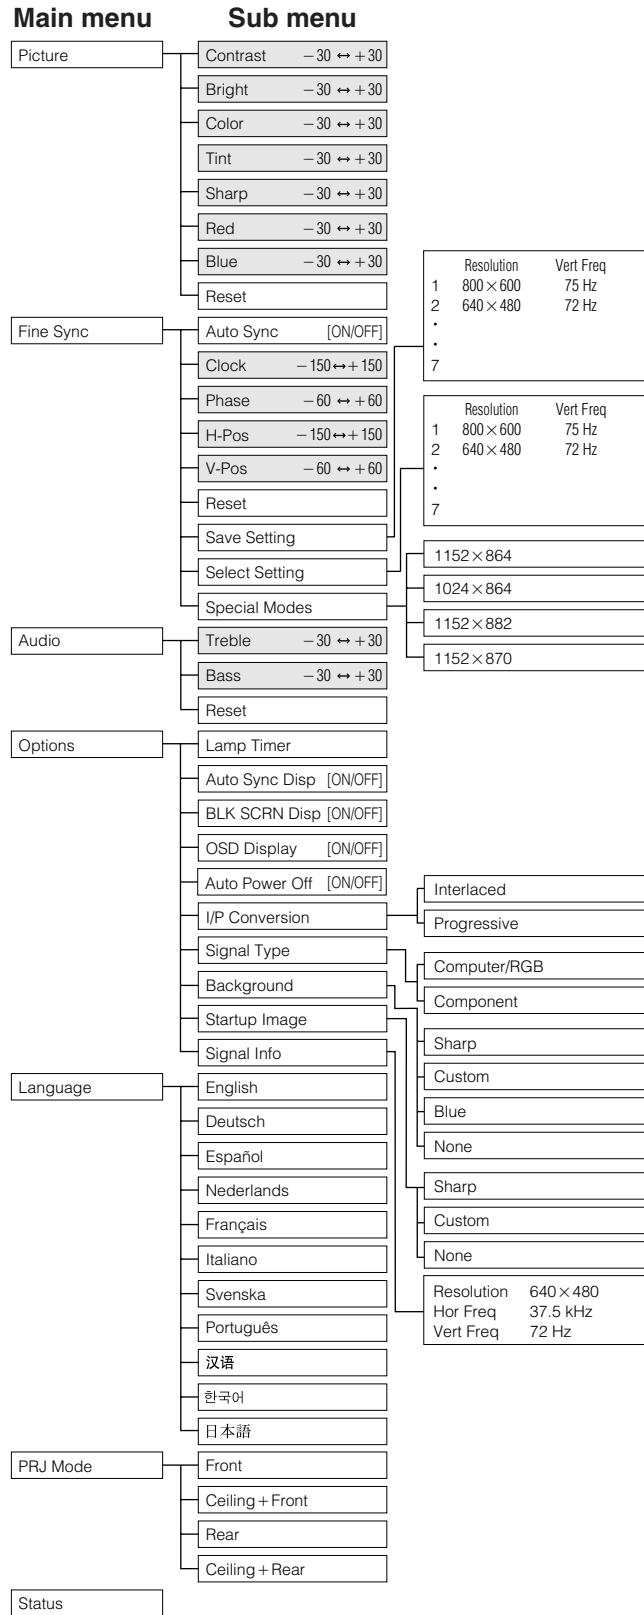 Main menu Sub menu
Picture
Contrast −30 ↔ +30
Bright −30 ↔ +30
Color −30 ↔ +30
Tint −30 ↔ +30
Sharp −30 ↔ +30
Red −30 ↔ +30
Blue −30 ↔ +30
Reset
Fine Sync
Auto Sync [ON/OFF]
Clock −150↔+150
Phase −60 ↔ +60
H-Pos −150↔+150
V-Pos −60 ↔ +60
Reset
Save Setting
Resolution Vert Freq
1 800×600 75 Hz
2 640×480 72 Hz
•
•
7
Select Setting
Resolution Vert Freq
1 800×600 75 Hz
2 640×480 72 Hz
•
•
7
Special Modes
1152×864
1024×864
1152×882
1152×870
Audio
Treble −30 ↔ +30
Bass −30 ↔ +30
Reset
Options
Lamp Timer
Auto Sync Disp [ON/OFF]
BLK SCRN Disp [ON/OFF]
OSD Display [ON/OFF]
Auto Power Off [ON/OFF]
I/P Conversion
Interlaced
Progressive
Signal Type
Computer/RGB
Component
Background
Sharp
Custom
Blue
None
Startup Image
Sharp
Custom
None
Signal Info
Resolution 640×480
Hor Freq 37.5 kHz
Vert Freq 72 Hz
Language
English
Deutsch
Español
Nederlands
Français
Italiano
Svenska
Português
汉语
한국어
日本語
PRJ Mode
Front
Ceiling+Front
Rear
Ceiling+Rear
Status